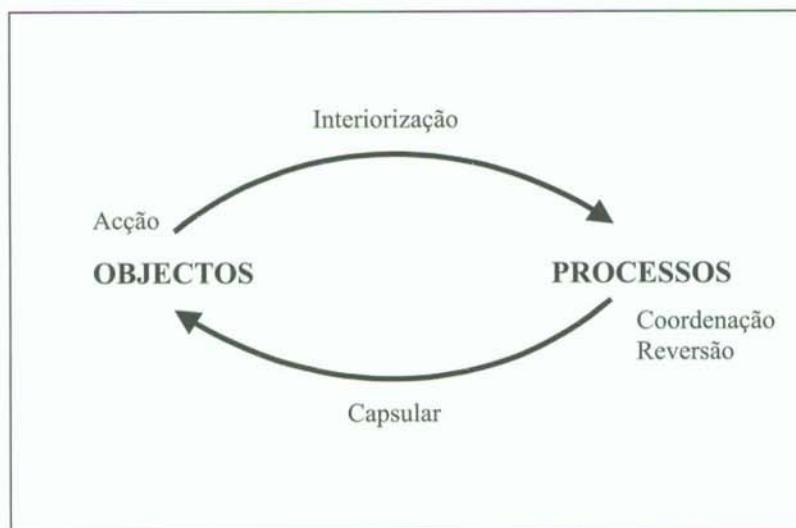 Interiorização
Acção
OBJECTOS
PROCESSOS
Coordenação
Reversão
Capsular